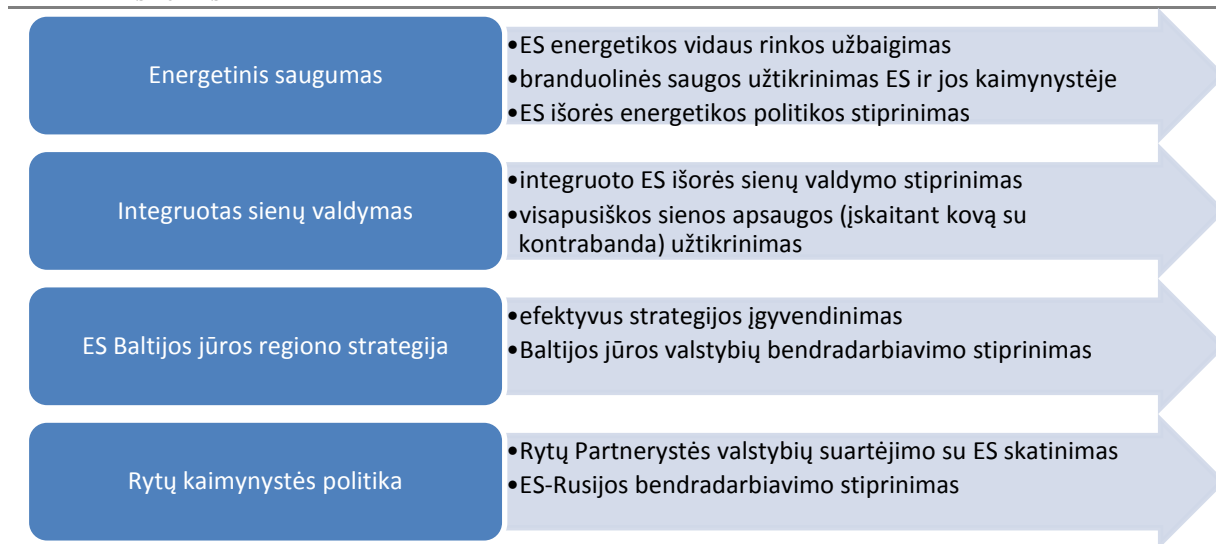 Energetinis saugumas
•ES energetikos vidaus rinkos užbaigimas
•branduolinės saugos užtikrinimas ES ir jos kaimynystėje
•ES išorės energetikos politikos stiprinimas
Integruotas sienų valdymas
•integruoto ES išorės sienų valdymo stiprinimas
•visapusiškos sienos apsaugos (įskaitant kovą su
kontrabanda) užtikrinimas
ES Baltijos jūros regiono strategija
•efektyvus strategijos įgyvendinimas
•Baltijos jūros valstybių bendradarbiavimo stiprinimas
Rytų kaimynystės politika
•Rytų Partnerystės valstybių suartėjimo su ES skatinimas
•ES-Rusijos bendradarbiavimo stiprinimas